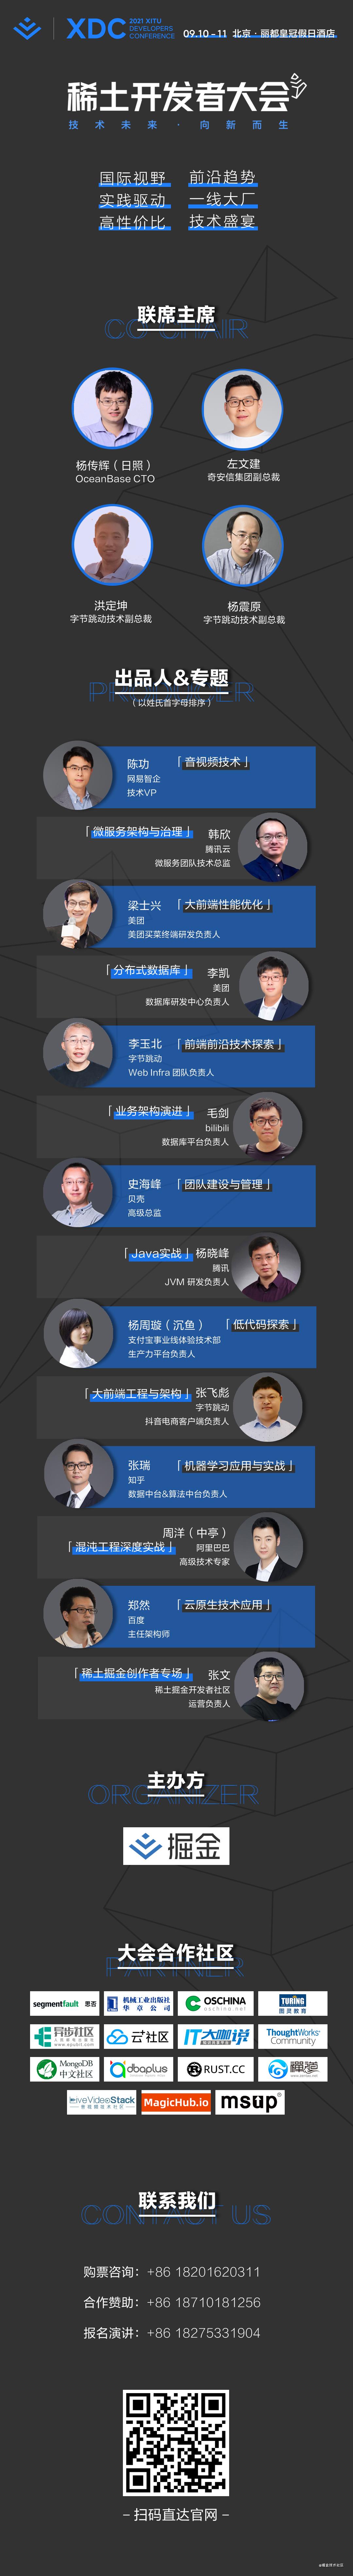 XDC 2021 XITU DEVELOPERS CONFERENCE 09.10-11 北京·丽都皇冠假日酒店
稀土开发者大会
技术未来·向新而生
国际视野 前沿趋势
实践驱动 一线大厂
高性价比 技术盛宴
CO-CHAIR
联席主席
杨传辉（日照）
OceanBase CTO
左文建
奇安信集团副总裁
洪定坤
字节跳动技术副总裁
杨震原
字节跳动技术副总裁
PRODUCER
出品人&专题
（以姓氏首字母排序）
陈功 「音视频技术」
网易智企
技术VP
「微服务架构与治理」 韩欣
腾讯云
微服务团队技术总监
梁士兴 「大前端性能优化」
美团
美团买菜终端研发负责人
「分布式数据库」 李凯
美团
数据库研发中心负责人
李玉北 「前端前沿技术探索」
字节跳动
Web Infra 团队负责人
「业务架构演进」 毛剑
bilibili
数据库平台负责人
史海峰 「团队建设与管理」
贝壳
高级总监
「Java实战」 杨晓峰
腾讯
JVM 研发负责人
杨周璇（沉鱼） 「低代码探索」
支付宝事业线体验技术部
生产力平台负责人
「大前端工程与架构」 张飞彪
字节跳动
抖音电商客户端负责人
张瑞 「机器学习应用与实战」
知乎
数据中台&算法中台负责人
周洋（中亭）
「混沌工程深度实战」 阿里巴巴
高级技术专家
郑然 「云原生技术应用」
百度
主任架构师
「稀土掘金创作者专场」 张文
稀土掘金开发者社区
运营负责人
ORGANIZER
主办方
掘金
PARTNER
大会合作社区
segmentfault 思否
机械工业出版社
华章公司
OSCHINA
oschina.net
TURING
图灵教育
异步社区
www.epubit.com
云+社区
IT大咖说
ThoughtWorks®
Community
MongoDB
中文社区
dbaplus
RUST.CC
禅道
LiveVideoStack
音视频技术社区
MagicHub.io
msup®
CONTACT US
联系我们
购票咨询：+86 18201620311
合作赞助：+86 18710181256
报名演讲：+86 18275331904
– 扫码直达官网 –
@稀土掘金技术社区